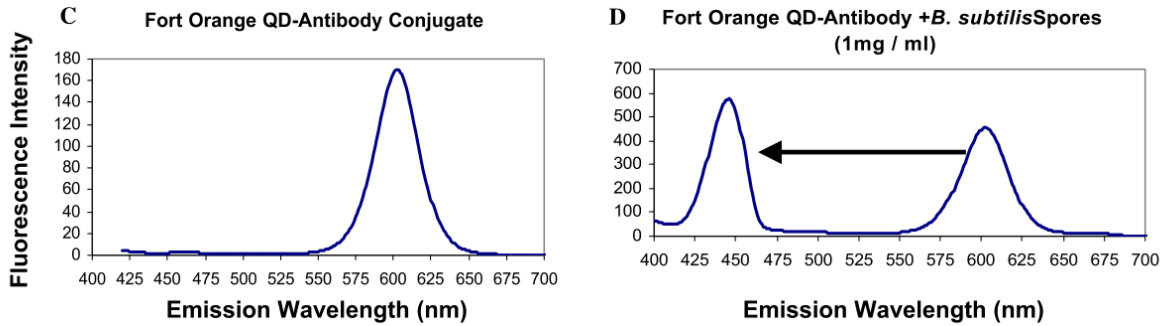 C
Fort Orange QD-Antibody Conjugate
Fluorescence Intensity
180
160
140
120
100
80
60
40
20
0
400 425 450 475 500 525 550 575 600 625 650 675 700
Emission Wavelength (nm)
D
Fort Orange QD-Antibody +B. subtilisSpores
(1mg / ml)
700
600
500
400
300
200
100
0
400 425 450 475 500 525 550 575 600 625 650 675 700
Emission Wavelength (nm)